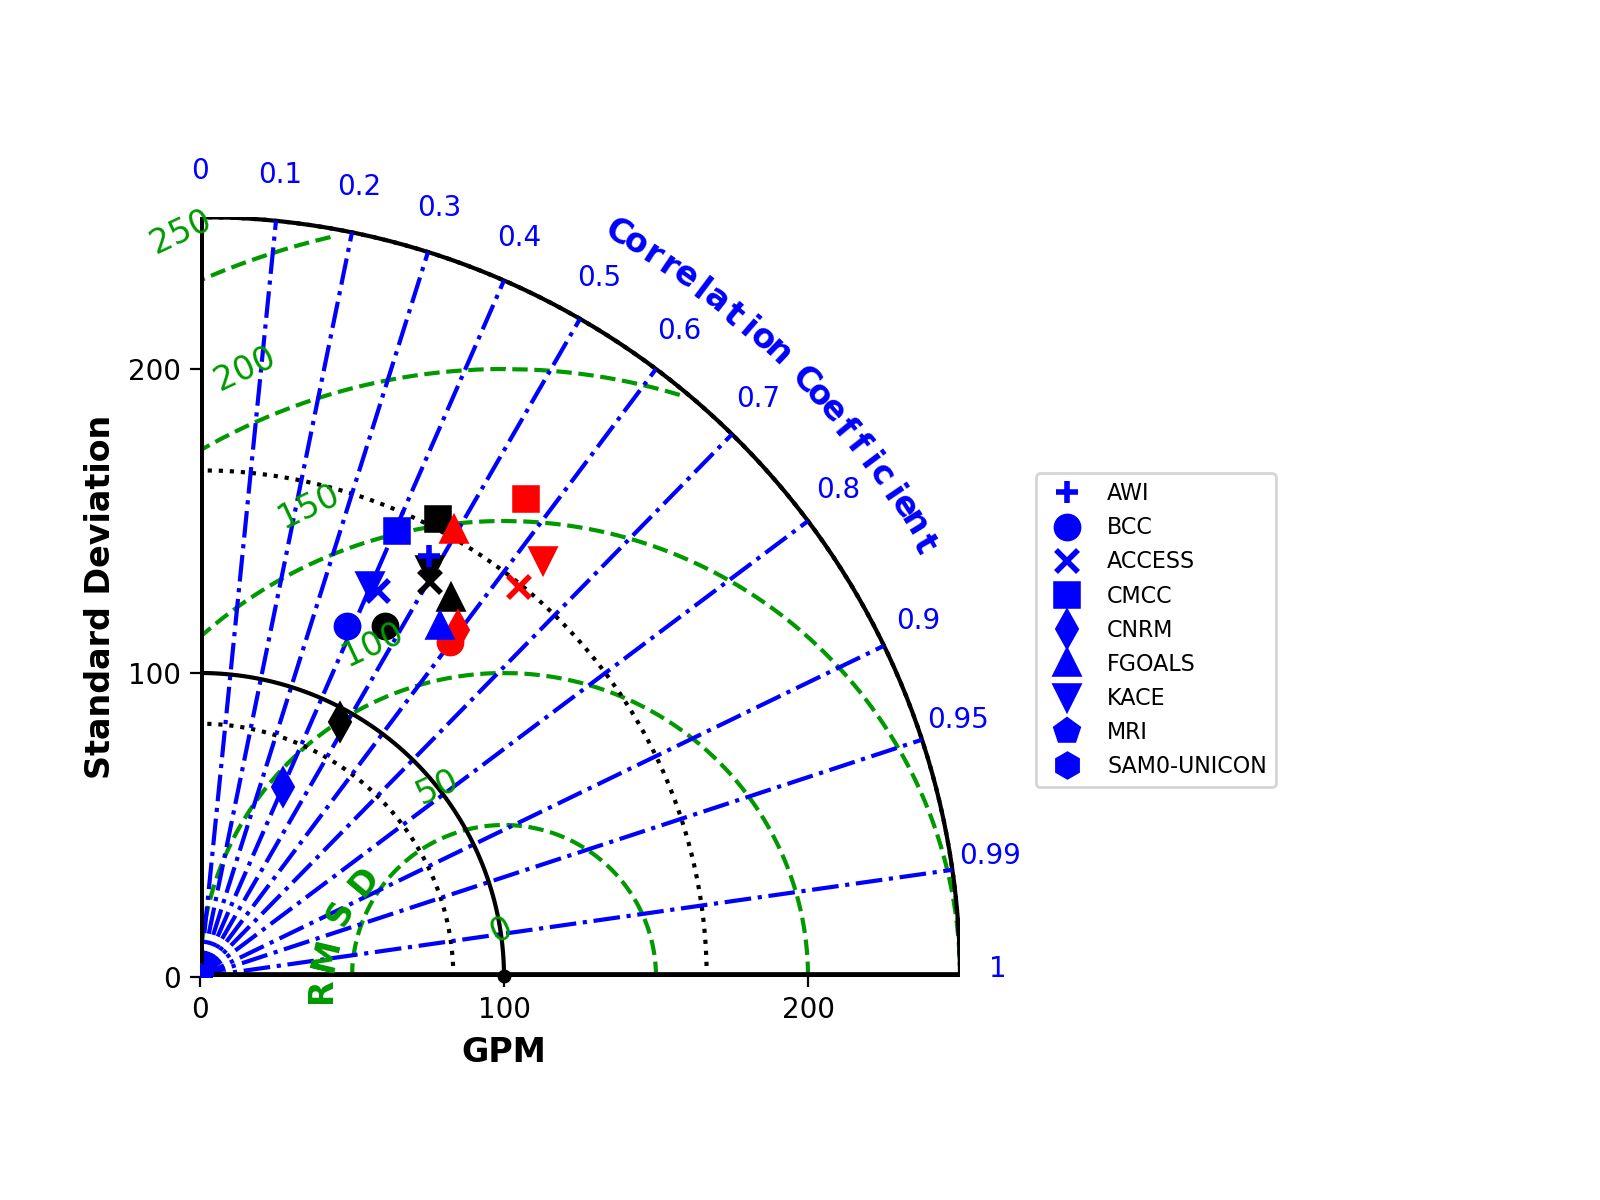 0
0.1
0.2
0.3
0.4
0.5
0.6
0.7
0.8
0.9
0.95
0.99
1
Correlation Coefficient
250
200
150
100
50
0
RMSD
Standard Deviation
200
100
0
0
100
200
GPM
AWI
BCC
ACCESS
CMCC
CNRM
FGOALS
KACE
MRI
SAM0-UNICON